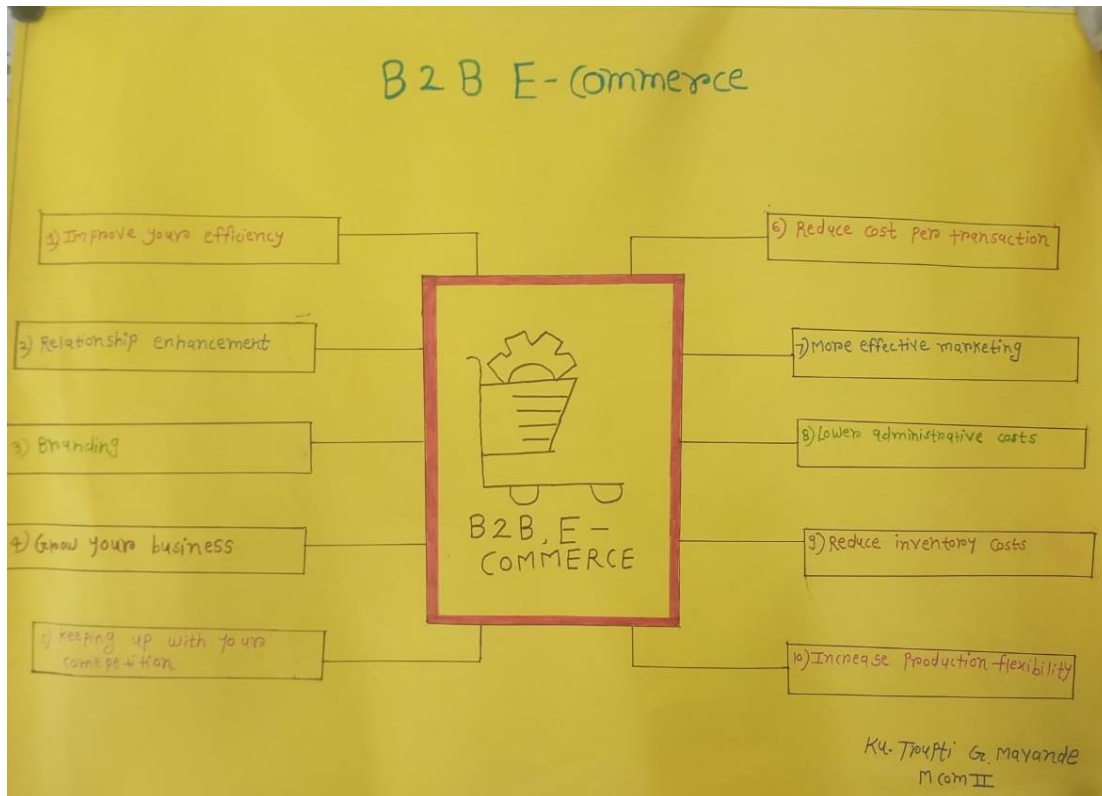 B2B E-Commerce
1) Improve your efficiency
2) Relationship enhancement
3) Branding
4) Grow your business
5) Keeping up with your
comepetition
B2B, E-
COMMERCE
6) Reduce cost per transaction
7) More effective marketing
8) Lower administrative costs
9) Reduce inventory costs
10) Increase Production flexibility
Ku. Trupti G. Mayande
M com II